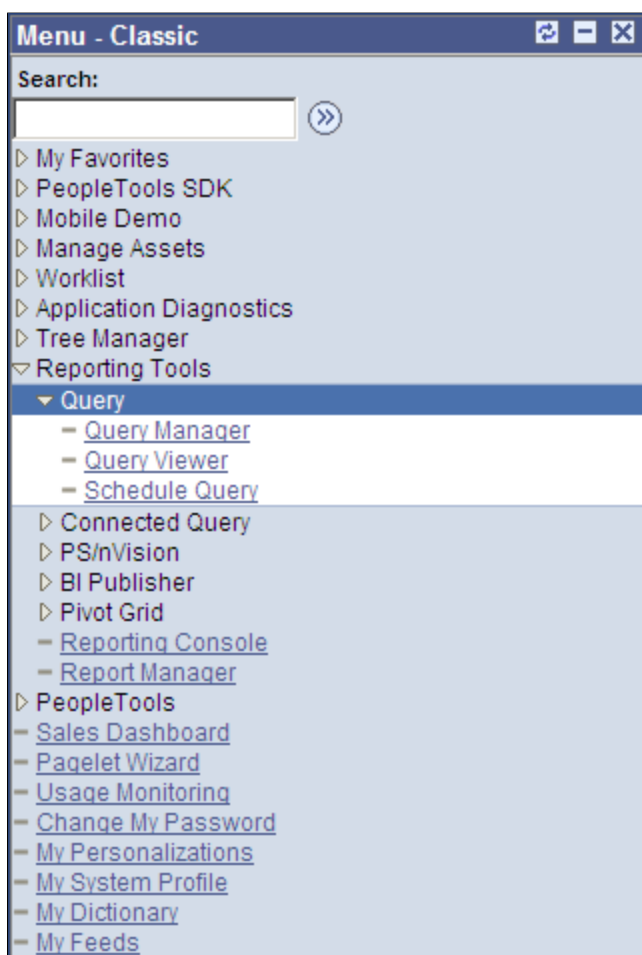 Menu - Classic
Search:
My Favorites
PeopleTools SDK
Mobile Demo
Manage Assets
Worklist
Application Diagnostics
Tree Manager
Reporting Tools
Query
Query Manager
Query Viewer
Schedule Query
Connected Query
PS/nVision
BI Publisher
Pivot Grid
Reporting Console
Report Manager
PeopleTools
Sales Dashboard
Pagelet Wizard
Usage Monitoring
Change My Password
My Personalizations
My System Profile
My Dictionary
My Feeds